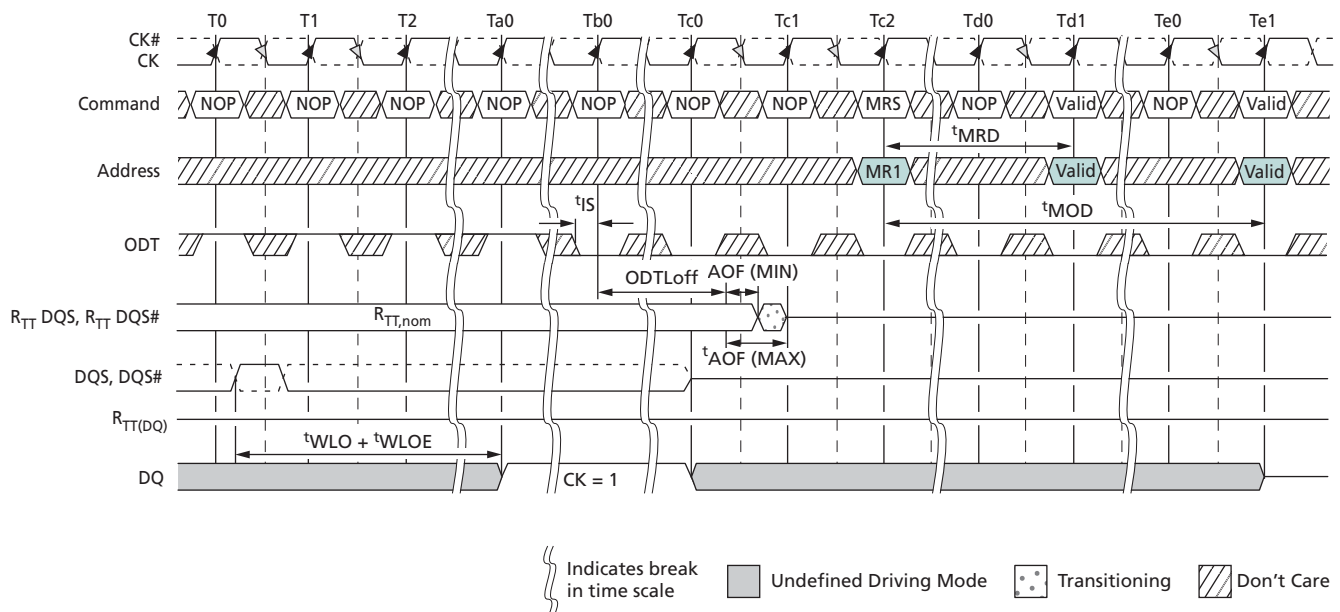 T0 T1 T2 Ta0 Tb0 Tc0 Tc1 Tc2 Td0 Td1 Te0 Te1
CK#
CK
Command NOP NOP NOP NOP NOP NOP NOP MRS NOP Valid NOP Valid
tMRD
Address MR1 Valid Valid
tIS
tMOD
ODT
ODTLoff AOF (MIN)
RTT DQS, RTT DQS# RTT,nom
tAOF (MAX)
DQS, DQS#
RTT(DQ)
tWLO + tWLOE
DQ CK = 1
Indicates break
in time scale
Undefined Driving Mode
Transitioning
Don't Care